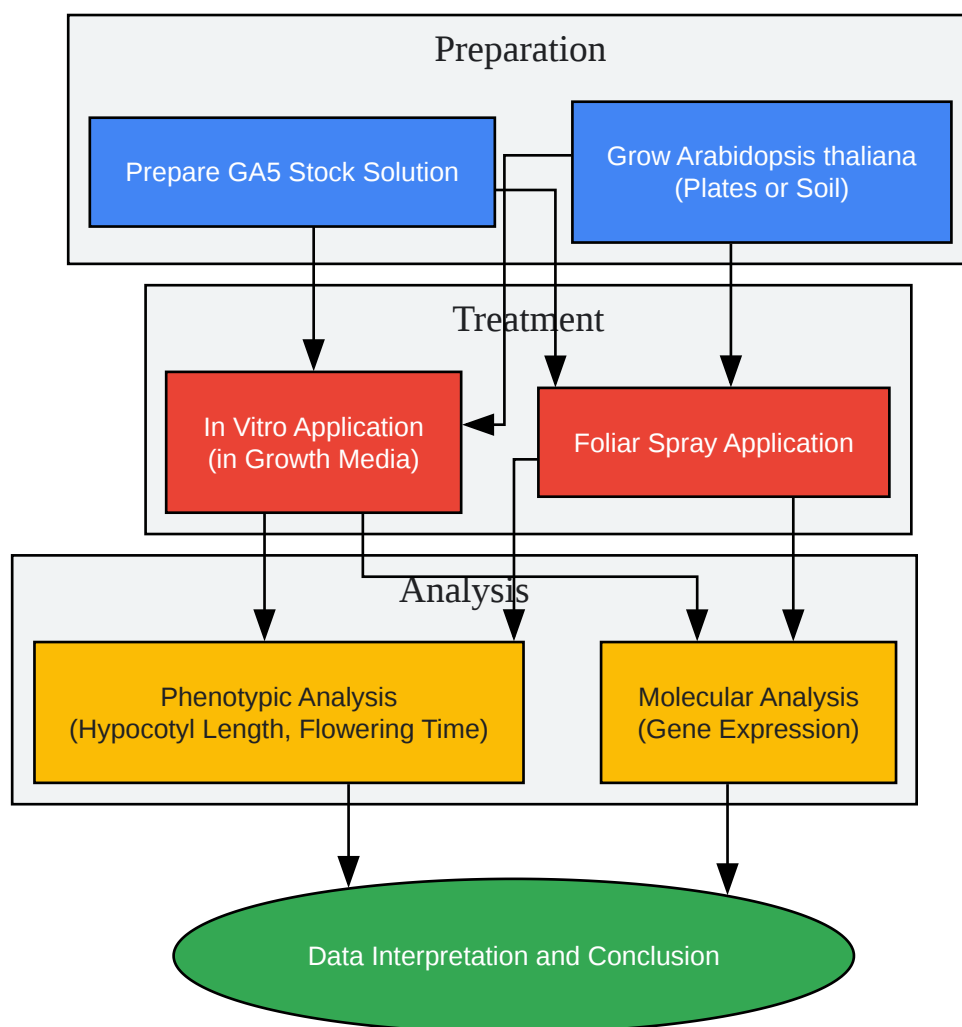 Preparation
Prepare GA5 Stock Solution
Grow Arabidopsis thaliana
(Plates or Soil)
Treatment
In Vitro Application
(in Growth Media)
Foliar Spray Application
Analysis
Phenotypic Analysis
(Hypocotyl Length, Flowering Time)
Molecular Analysis
(Gene Expression)
Data Interpretation and Conclusion